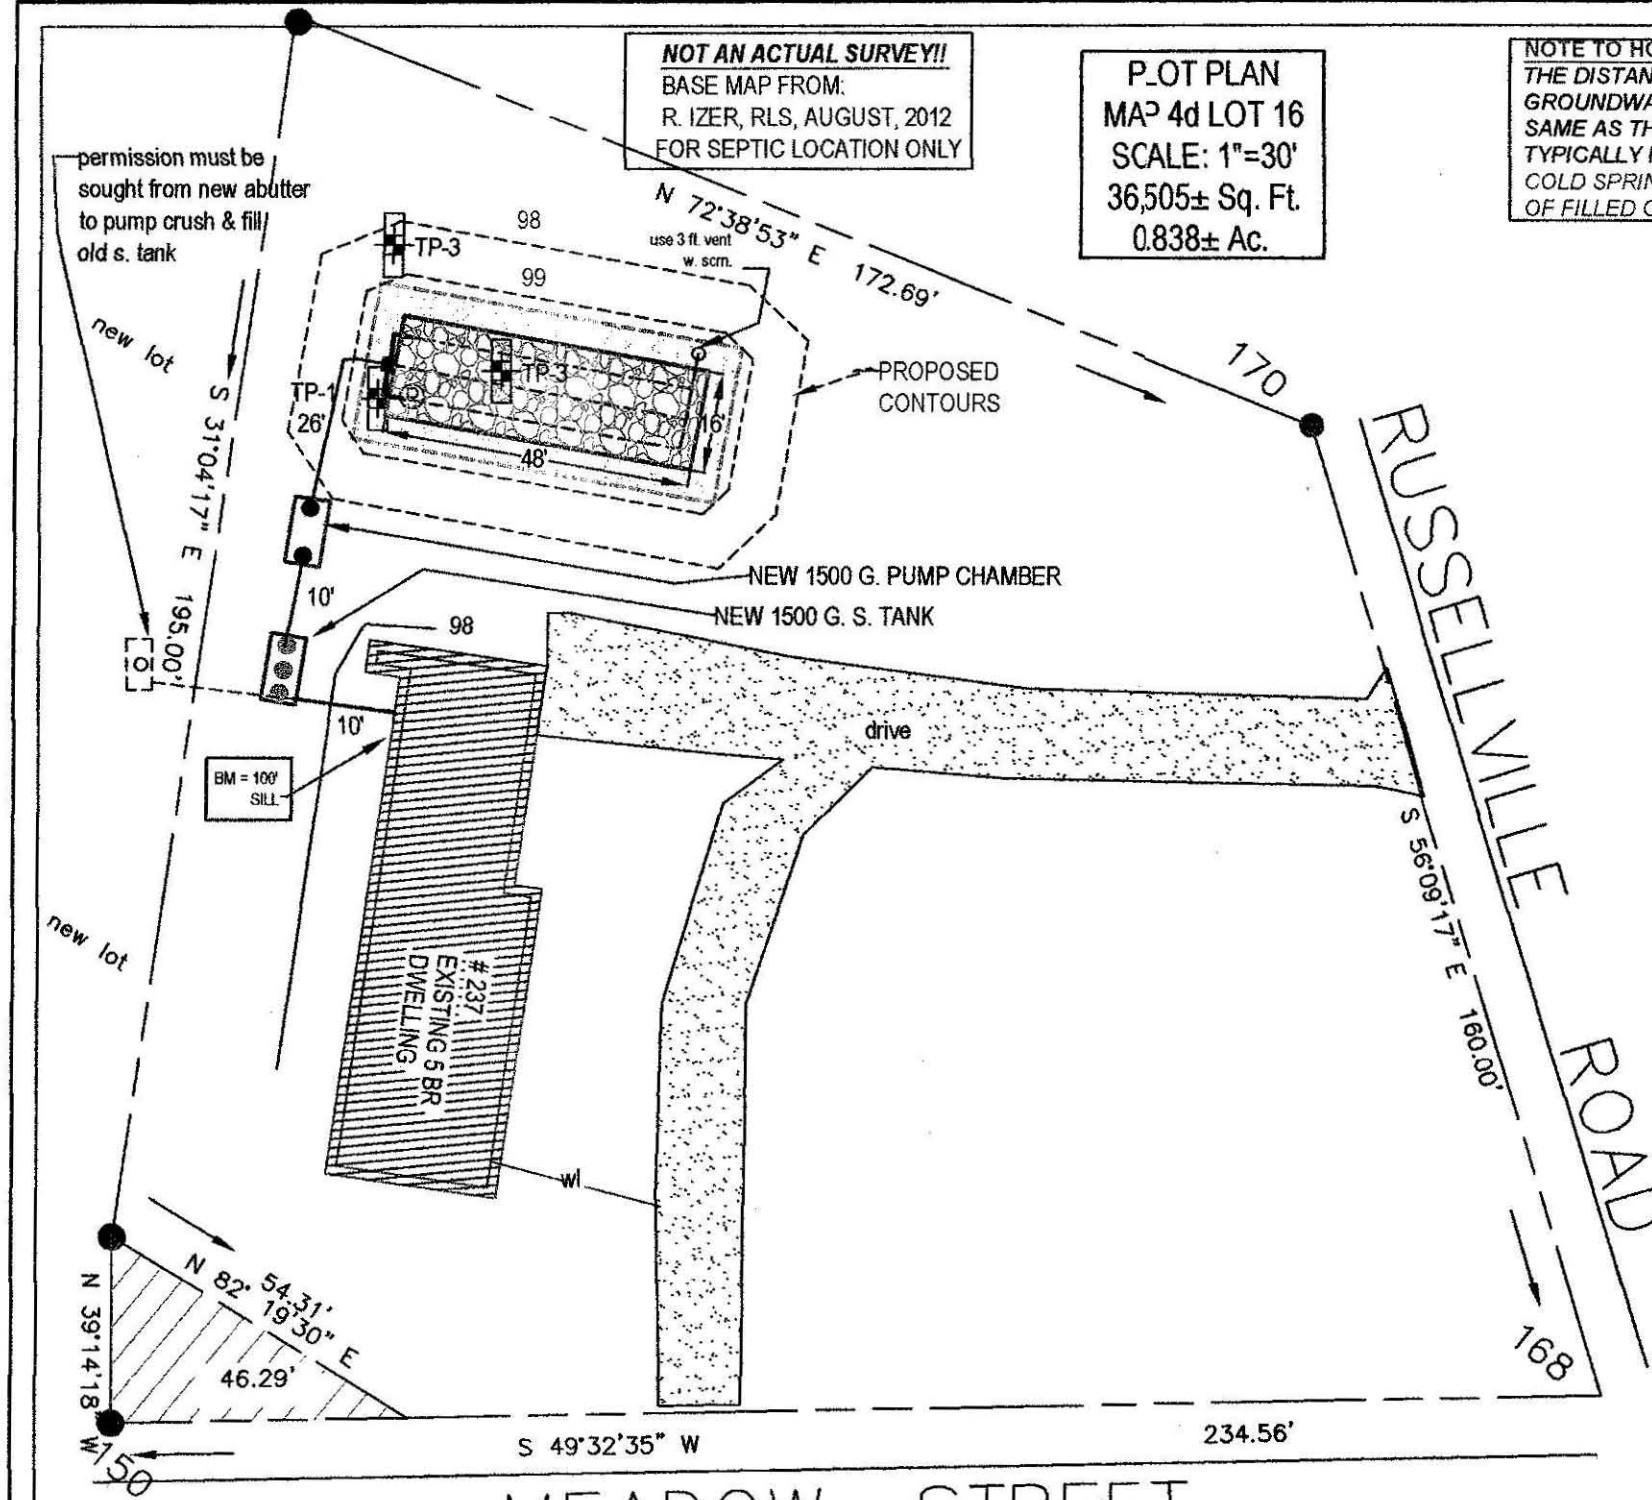 NOT AN ACTUAL SURVEY!!
BASE MAP FROM:
R. IZER, RLS, AUGUST, 2012
FOR SEPTIC LOCATION ONLY
P_OT PLAN
MAP 4d LOT 16
SCALE: 1"=30'
36,505± Sq. Ft.
0.838± Ac.
NOTE TO HO
THE DISTAN
GROUNDWA
SAME AS TH
TYPICALLY
COLD SPRIN
OF FILLED
permission must be
sought from new abutter
to pump crush & fill
old s. tank
new lot
S 31°04'17" E 195.00'
N 72°38'53" E 172.69'
use 3 ft. vent
w. scrn.
98
TP-3
99
TP-3
TP-1
26'
16'
48'
PROPOSED
CONTOURS
170
RUSSELLVILLE ROAD
NEW 1500 G. PUMP CHAMBER
10'
NEW 1500 G. S. TANK
98
10'
BM = 100'
SILL
drive
S 56°09'17" E 160.00'
new lot
# 237
EXISTING 5 BR
DWELLING
wl
N 82° 19'30" E
54.31'
46.29'
N 39°14'18" W
150
S 49°32'35" W
234.56'
168
MEADOW STREET